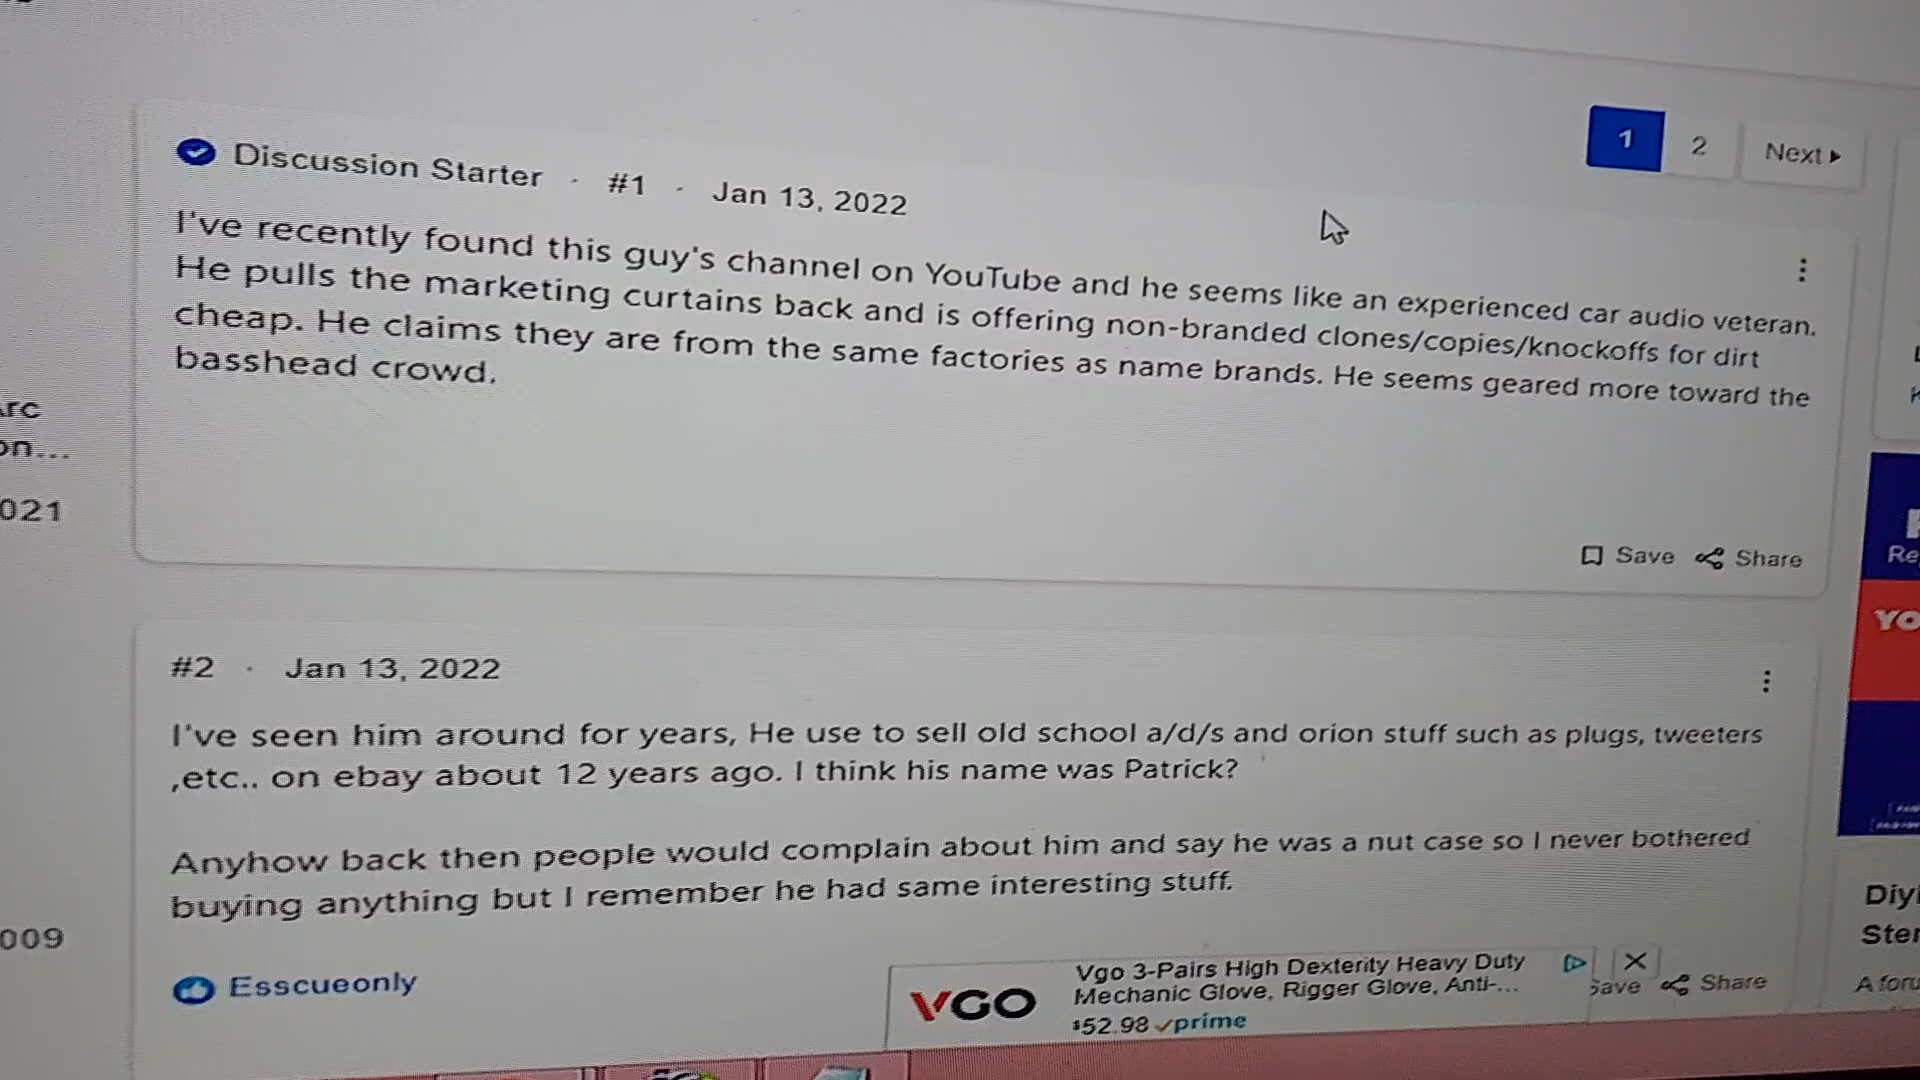 1 2 Next
Discussion Starter · #1 · Jan 13, 2022
I've recently found this guy's channel on YouTube and he seems like an experienced car audio veteran.
He pulls the marketing curtains back and is offering non-branded clones/copies/knockoffs for dirt
cheap. He claims they are from the same factories as name brands. He seems geared more toward the
basshead crowd.
on...
021
Save Share
#2 · Jan 13, 2022
I've seen him around for years, He use to sell old school a/d/s and orion stuff such as plugs, tweeters
,etc.. on ebay about 12 years ago. I think his name was Patrick?
Anyhow back then people would complain about him and say he was a nut case so I never bothered
buying anything but I remember he had same interesting stuff.
009
Esscueonly
VGO
Vgo 3-Pairs High Dexterity Heavy Duty
Mechanic Glove, Rigger Glove, Anti-...
$52.98 prime
Save Share
Re
YO
Diy
Ster
A foru